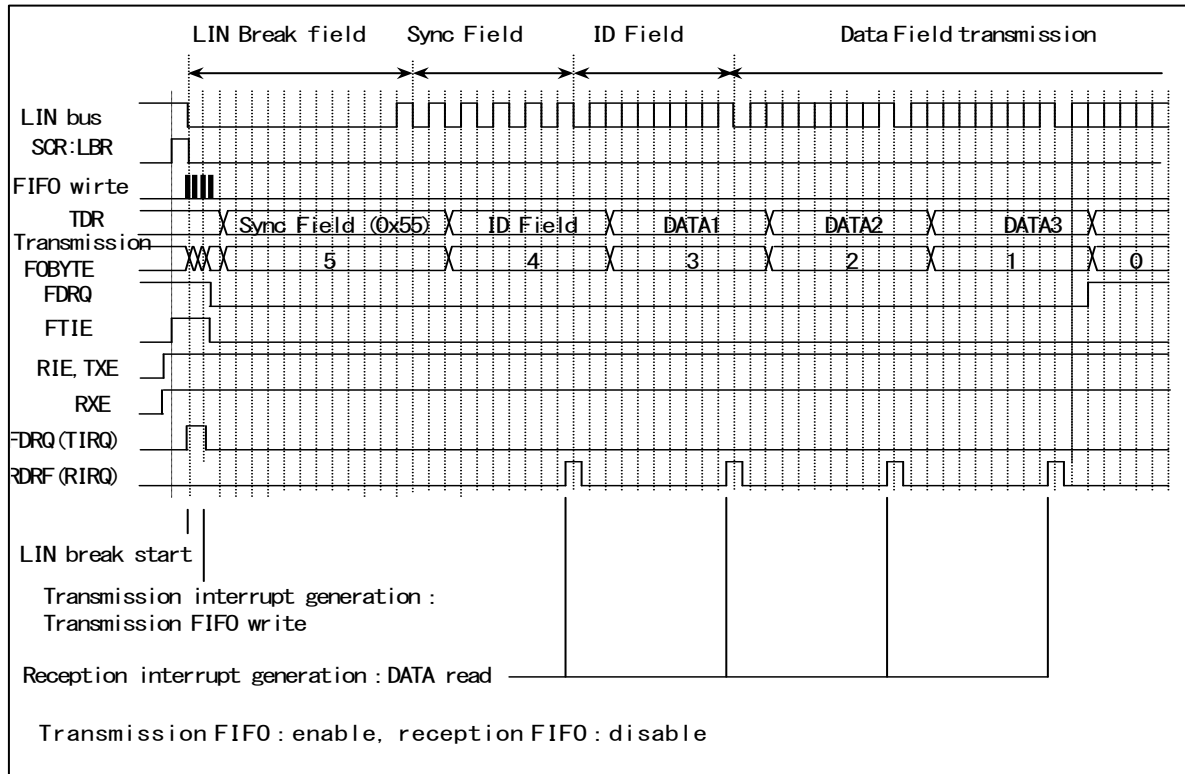 LIN Break field Sync Field ID Field Data Field transmission
LIN bus
SCR:LBR
FIFO wirte
TDR Sync Field (0x55) ID Field DATA1 DATA2 DATA3
Transmission
FOBYTE 5 4 3 2 1 0
FDRQ
FTIE
RIE, TXE
RXE
FDRQ(TIRQ)
RDRF(RIRQ)
LIN break start
Transmission interrupt generation :
Transmission FIFO write
Reception interrupt generation : DATA read
Transmission FIFO : enable, reception FIFO : disable